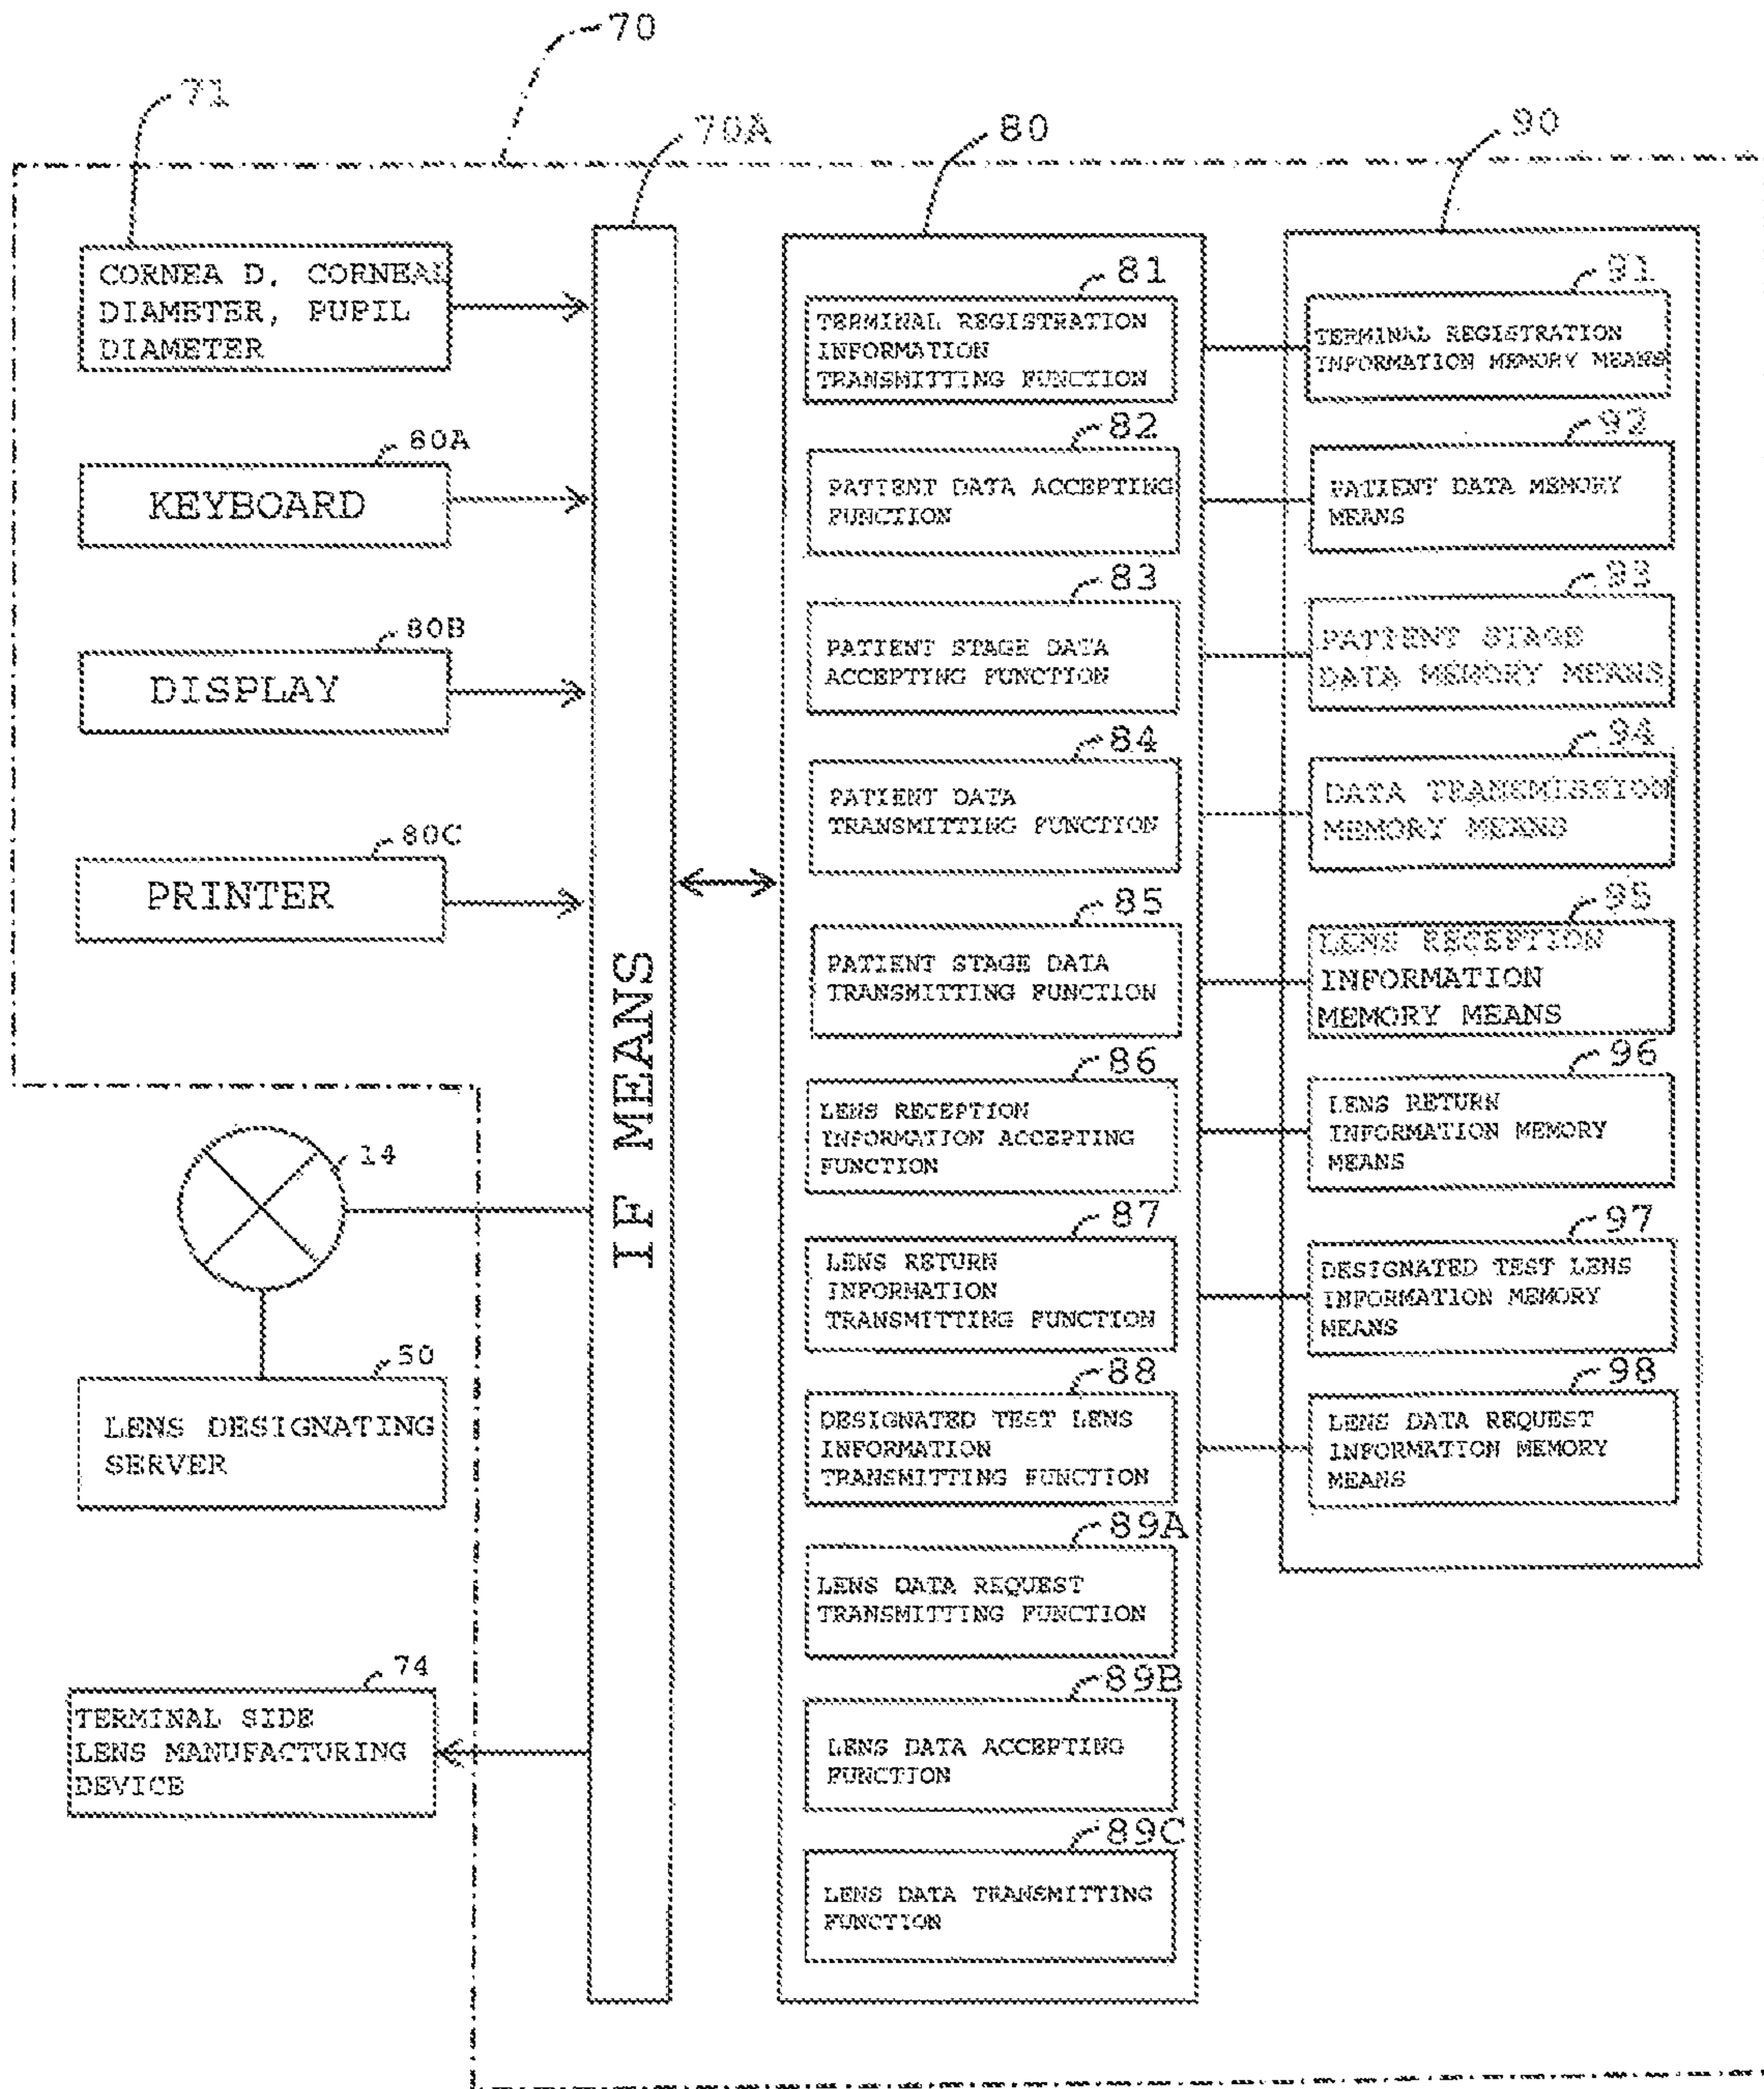 70
71
70A
80
90
CORNEA D, CORNEAL
DIAMETER, PUPIL
DIAMETER
80A
KEYBOARD
80B
DISPLAY
80C
PRINTER
14
50
LENS DESIGNATING
SERVER
74
TERMINAL SIDE
LENS MANUFACTURING
DEVICE
IF MEANS
81
TERMINAL REGISTRATION
INFORMATION
TRANSMITTING FUNCTION
82
PATIENT DATA ACCEPTING
FUNCTION
83
PATIENT STAGE DATA
ACCEPTING FUNCTION
84
PATIENT DATA
TRANSMITTING FUNCTION
85
PATIENT STAGE DATA
TRANSMITTING FUNCTION
86
LENS RECEPTION
INFORMATION ACCEPTING
FUNCTION
87
LENS RETURN
INFORMATION
TRANSMITTING FUNCTION
88
DESIGNATED TEST LENS
INFORMATION
TRANSMITTING FUNCTION
89A
LENS DATA REQUEST
TRANSMITTING FUNCTION
89B
LENS DATA ACCEPTING
FUNCTION
89C
LENS DATA TRANSMITTING
FUNCTION
91
TERMINAL REGISTRATION
INFORMATION MEMORY MEANS
92
PATIENT DATA MEMORY
MEANS
93
PATIENT STAGE
DATA MEMORY MEANS
94
DATA TRANSMISSION
MEMORY MEANS
95
LENS RECEPTION
INFORMATION
MEMORY MEANS
96
LENS RETURN
INFORMATION MEMORY
MEANS
97
DESIGNATED TEST LENS
INFORMATION MEMORY
MEANS
98
LENS DATA REQUEST
INFORMATION MEMORY
MEANS